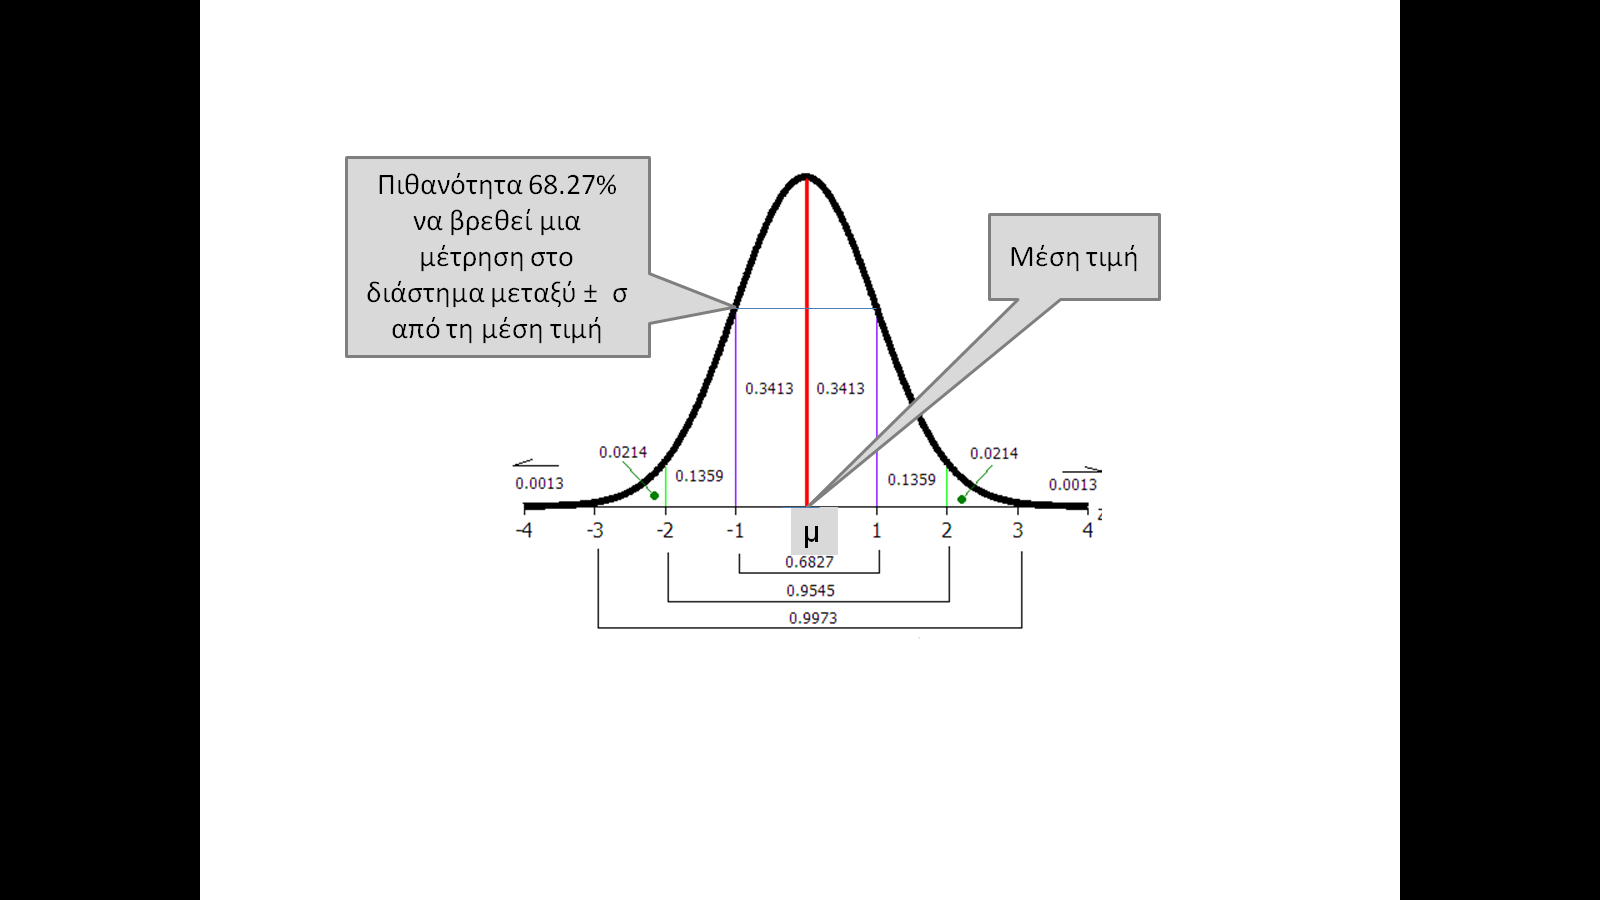 Πιθανότητα 68.27%
να βρεθεί μια
μέτρηση στο
διάστημα μεταξύ ± σ
από τη μέση τιμή
Μέση τιμή
0.3413 0.3413
0.0214 0.0214
0.1359 0.1359
0.0013 0.0013
-4 -3 -2 -1 μ 1 2 3 4 z
0.6827
0.9545
0.9973